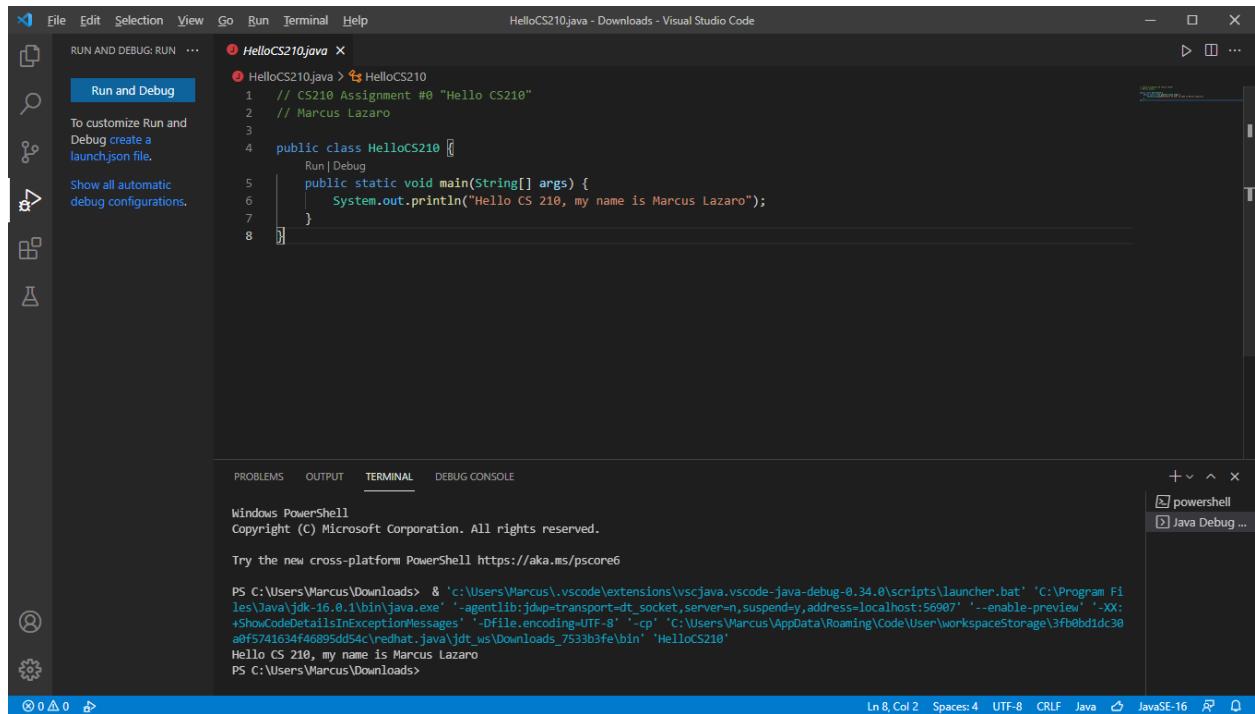 File Edit Selection View Go Run Terminal Help
HelloCS210.java - Downloads - Visual Studio Code
RUN AND DEBUG: RUN ···
Run and Debug
To customize Run and
Debug create a
launch.json file.
Show all automatic
debug configurations.
HelloCS210.java
HelloCS210.java > HelloCS210
1 // CS210 Assignment #0 "Hello CS210"
2 // Marcus Lazaro
3
4 public class HelloCS210 {
Run | Debug
5 public static void main(String[] args) {
6 System.out.println("Hello CS 210, my name is Marcus Lazaro");
7 }
8 }
PROBLEMS OUTPUT TERMINAL DEBUG CONSOLE
powershell
Java Debug ...
Windows PowerShell
Copyright (C) Microsoft Corporation. All rights reserved.
Try the new cross-platform PowerShell https://aka.ms/pscore6
PS C:\Users\Marcus\Downloads> & 'c:\Users\Marcus\.vscode\extensions\vscjava.vscode-java-debug-0.34.0\scripts\launcher.bat' 'C:\Program Fi
les\Java\jdk-16.0.1\bin\java.exe' '-agentlib:jdwp=transport=dt_socket,server=n,suspend=y,address=localhost:56907' '--enable-preview' '-XX:
+ShowCodeDetailsInExceptionMessages' '-Dfile.encoding=UTF-8' '-cp' 'C:\Users\Marcus\AppData\Roaming\Code\User\workspaceStorage\3fb0bd1dc30
a0f5741634f46895dd54c\redhat.java\jdt_ws\Downloads_7533b3fe\bin' 'HelloCS210'
Hello CS 210, my name is Marcus Lazaro
PS C:\Users\Marcus\Downloads>
0 0
Ln 8, Col 2 Spaces: 4 UTF-8 CRLF Java JavaSE-16